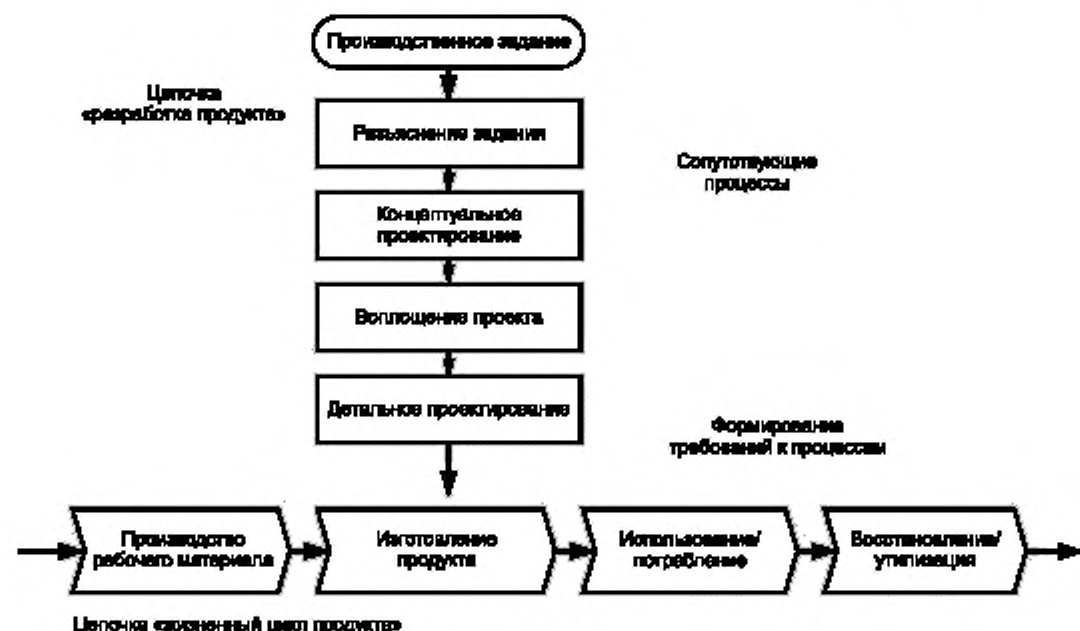 Производственное задание
Цепочка
«разработка продукта»
Разъяснение задания
Сопутствующие
процессы
Концептуальное
проектирование
Воплощение проекта
Детальное проектирование
Формирование
требований к процессам
Производство
рабочего материала
Изготовление
продукта
Использование/
потребление
Восстановление/
утилизация
Цепочка «жизненный цикл продукта»